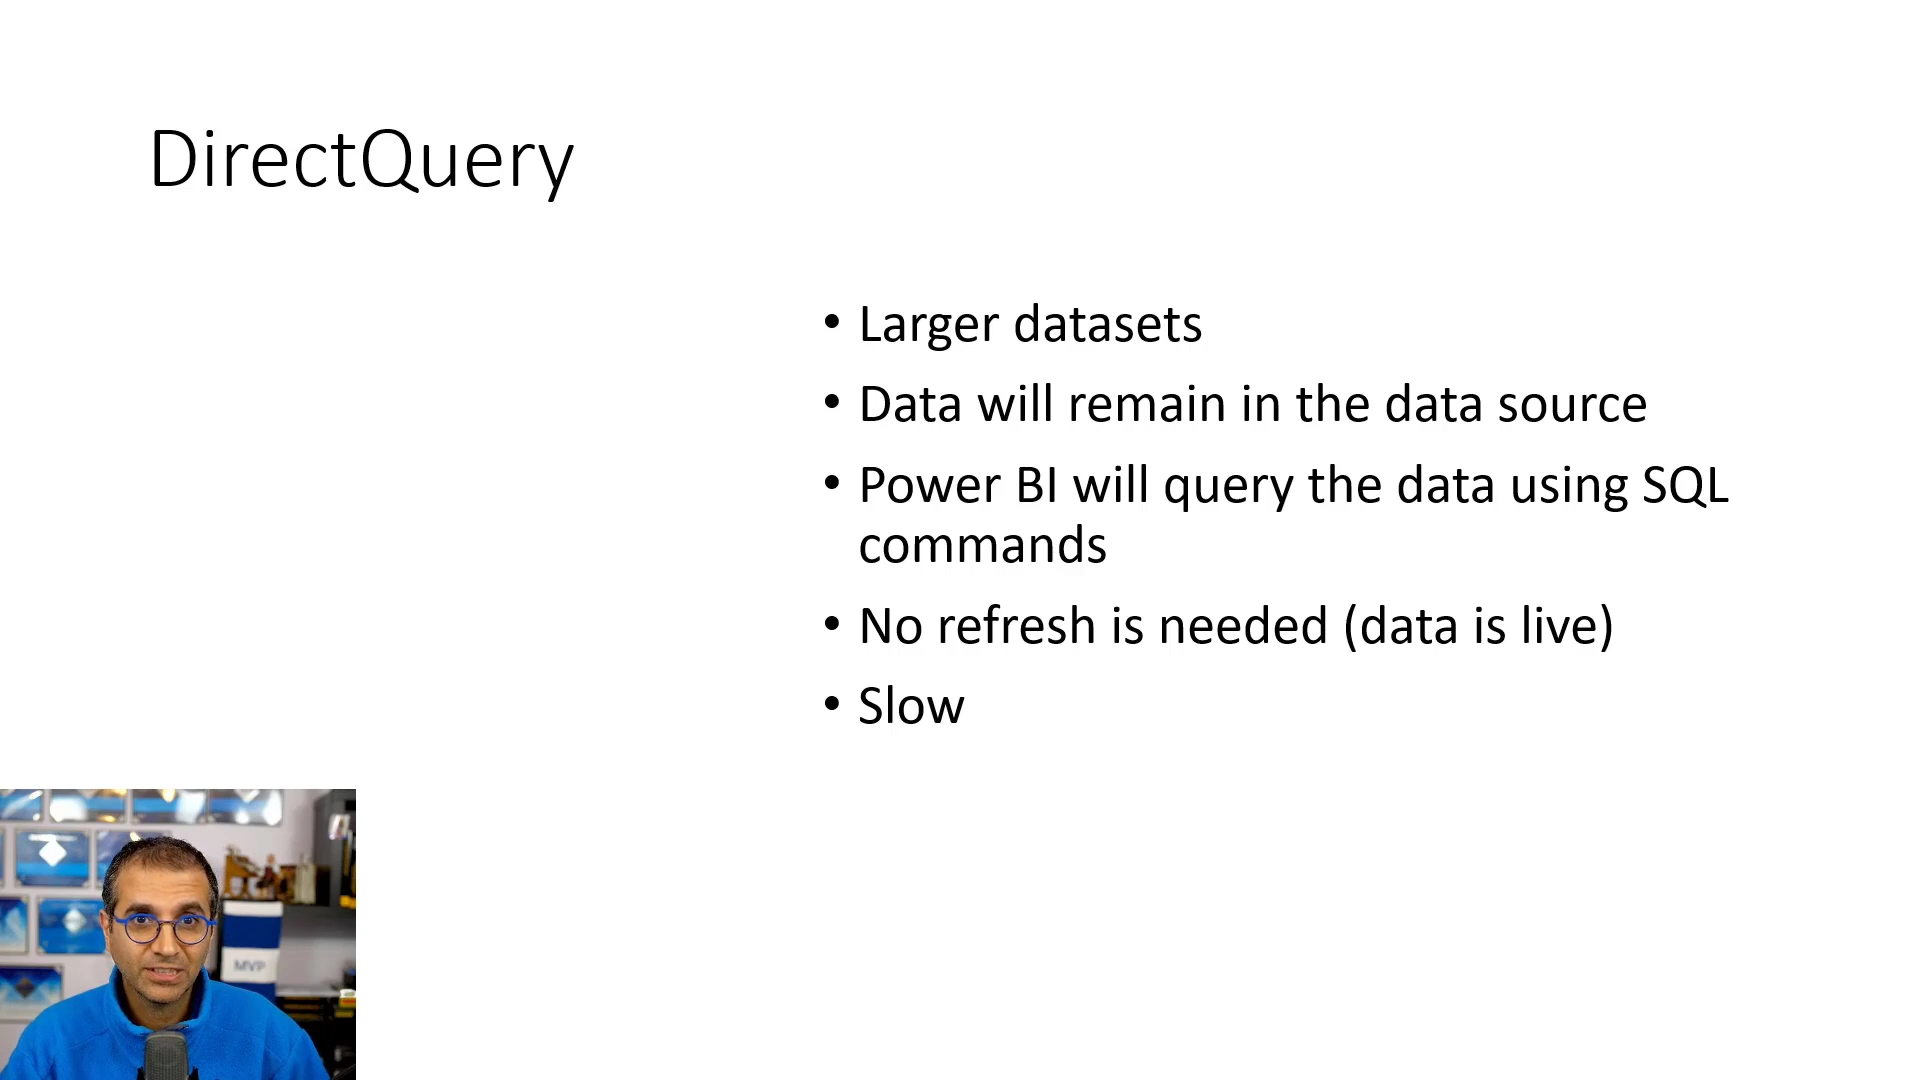 DirectQuery
• Larger datasets
• Data will remain in the data source
• Power BI will query the data using SQL
commands
• No refresh is needed (data is live)
• Slow
MVP